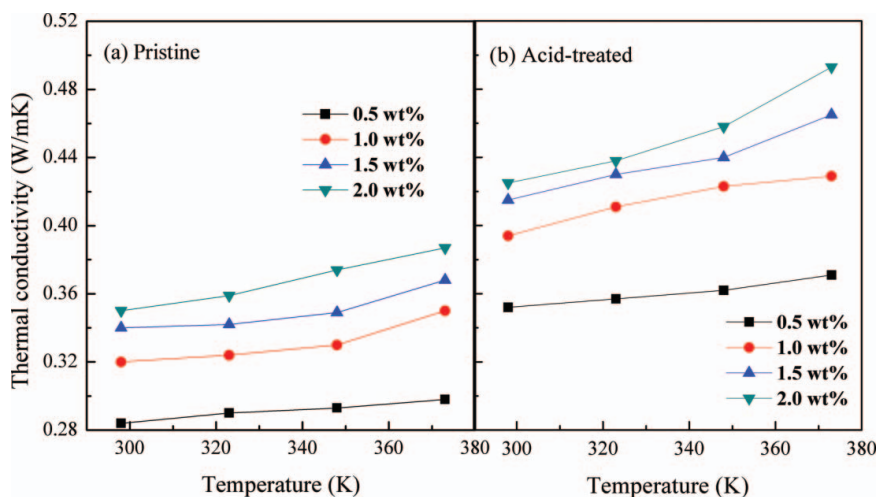 0.52
0.48
0.44
0.40
0.36
0.32
0.28
Thermal conductivity (W/mK)
(a) Pristine
0.5 wt%
1.0 wt%
1.5 wt%
2.0 wt%
300 320 340 360 380
Temperature (K)
(b) Acid-treated
0.5 wt%
1.0 wt%
1.5 wt%
2.0 wt%
300 320 340 360 380
Temperature (K)